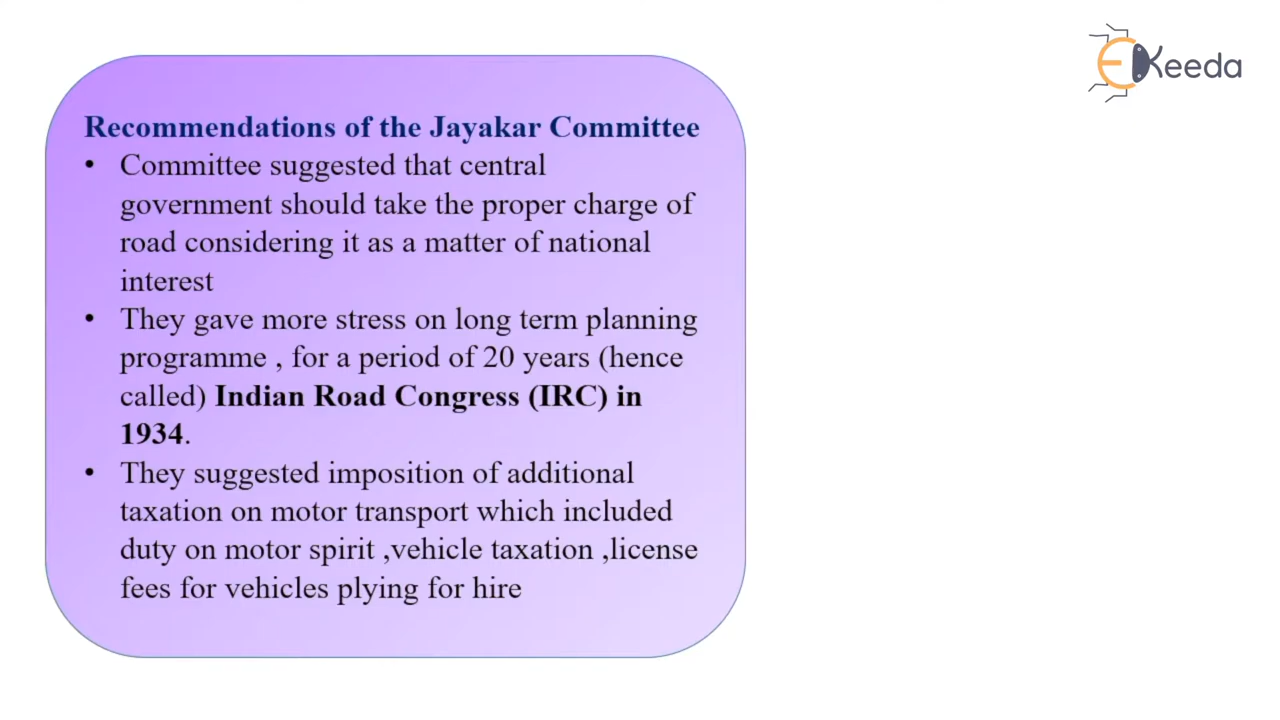 EKeeda
Recommendations of the Jayakar Committee
• Committee suggested that central
government should take the proper charge of
road considering it as a matter of national
interest
• They gave more stress on long term planning
programme , for a period of 20 years (hence
called) Indian Road Congress (IRC) in
1934.
• They suggested imposition of additional
taxation on motor transport which included
duty on motor spirit ,vehicle taxation ,license
fees for vehicles plying for hire